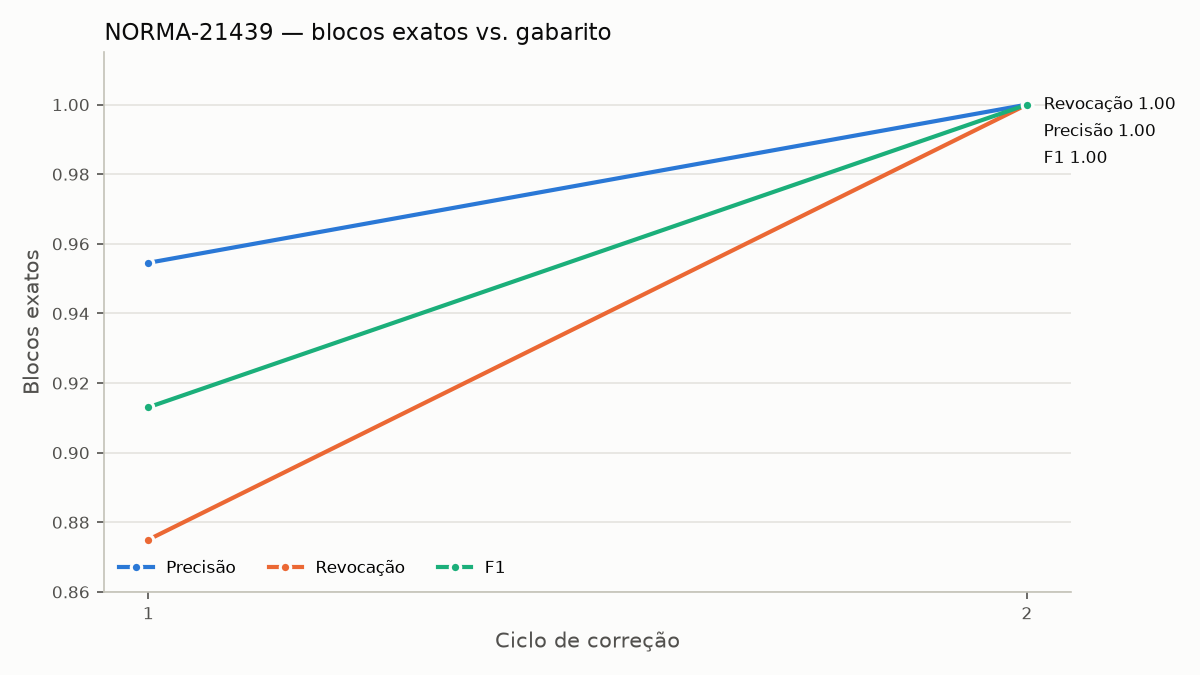 NORMA-21439 — blocos exatos vs. gabarito
Blocos exatos
1.00
0.98
0.96
0.94
0.92
0.90
0.88
0.86
Revocação 1.00
Precisão 1.00
F1 1.00
Precisão
Revocação
F1
1
2
Ciclo de correção